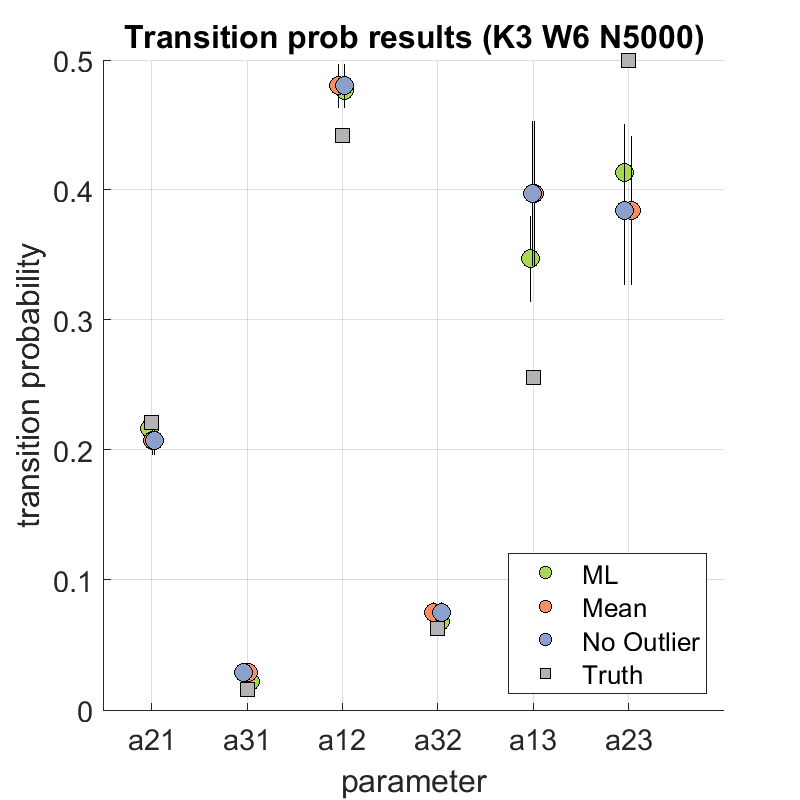 Transition prob results (K3 W6 N5000)
0.5
0.4
0.3
0.2
0.1
0
transition probability
a21 a31 a12 a32 a13 a23
parameter
ML
Mean
No Outlier
Truth